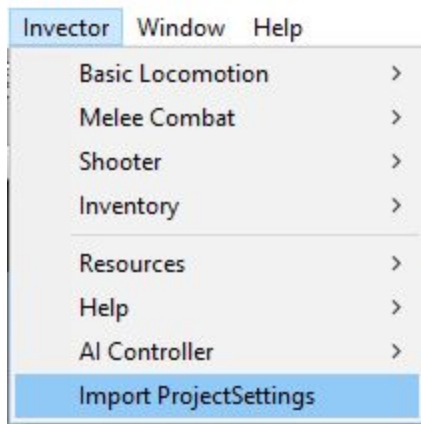 Invector Window Help
Basic Locomotion
Melee Combat
Shooter
Inventory
Resources
Help
AI Controller
Import ProjectSettings